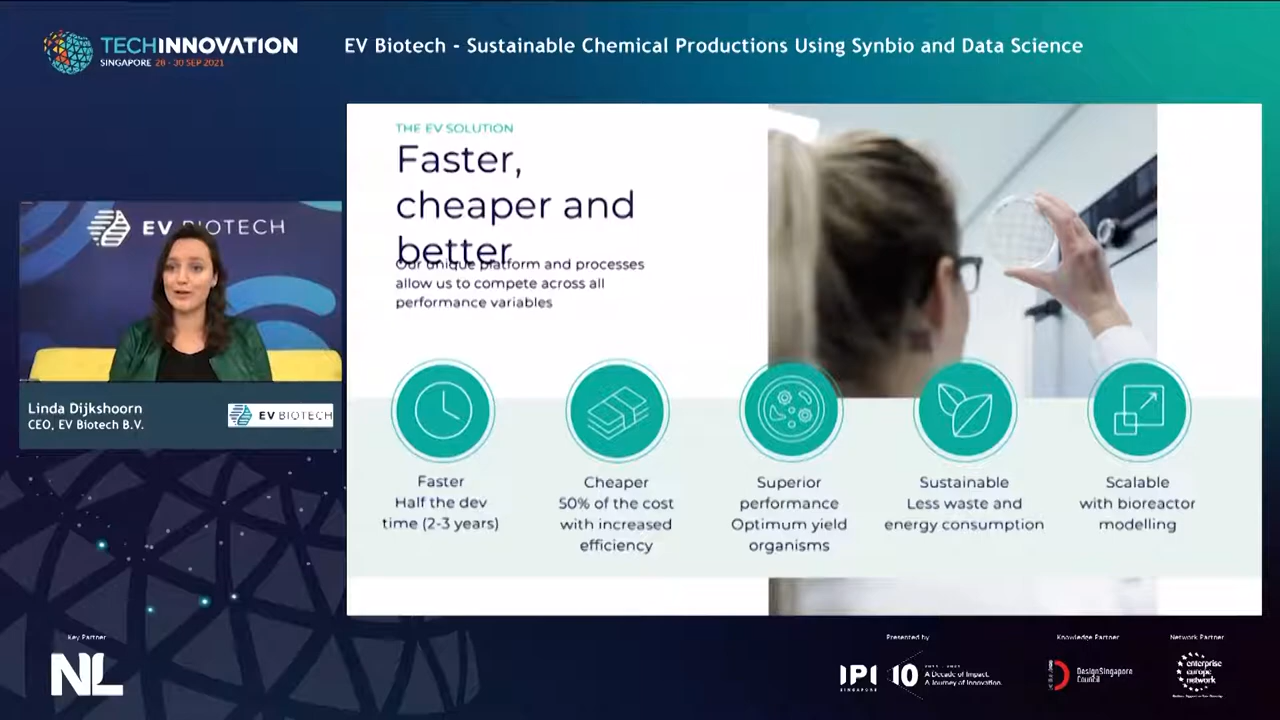 TECHINNOVATION
SINGAPORE 28 - 30 SEP 2021
EV Biotech - Sustainable Chemical Productions Using Synbio and Data Science
EV BIOTECH
Linda Dijkshoorn
CEO, EV Biotech B.V.
EV BIOTECH
THE EV SOLUTION
Faster,
cheaper and
better
Our unique platform and processes
allow us to compete across all
performance variables
Faster
Half the dev
time (2-3 years)
Cheaper
50% of the cost
with increased
efficiency
Superior
performance
Optimum yield
organisms
Sustainable
Less waste and
energy consumption
Scalable
with bioreactor
modelling
Key Partner
NL
Presented by
IPI
SINGAPORE
10
A Decade of Impact.
A Journey of Innovation.
Knowledge Partner
DesignSingapore
Council
Network Partner
enterprise
europe
network